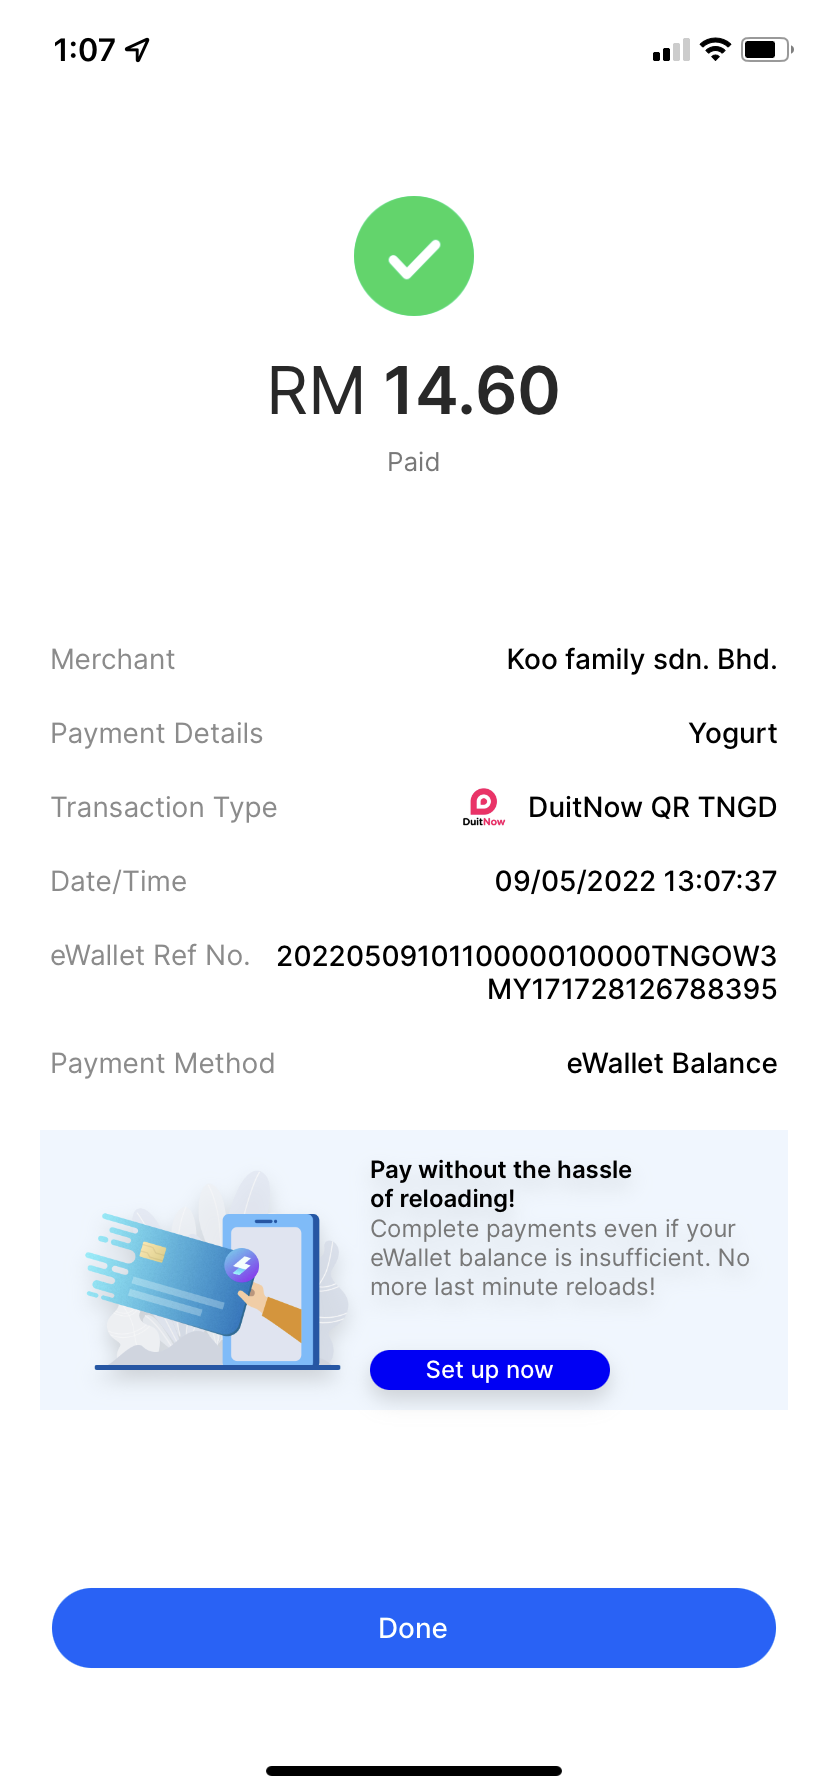 1:07
RM 14.60
Paid
Merchant Koo family sdn. Bhd.
Payment Details Yogurt
Transaction Type DuitNow DuitNow QR TNGD
Date/Time 09/05/2022 13:07:37
eWallet Ref No. 20220509101100000010000TNGOW3
MY171728126788395
Payment Method eWallet Balance
Pay without the hassle
of reloading!
Complete payments even if your
eWallet balance is insufficient. No
more last minute reloads!
Set up now
Done